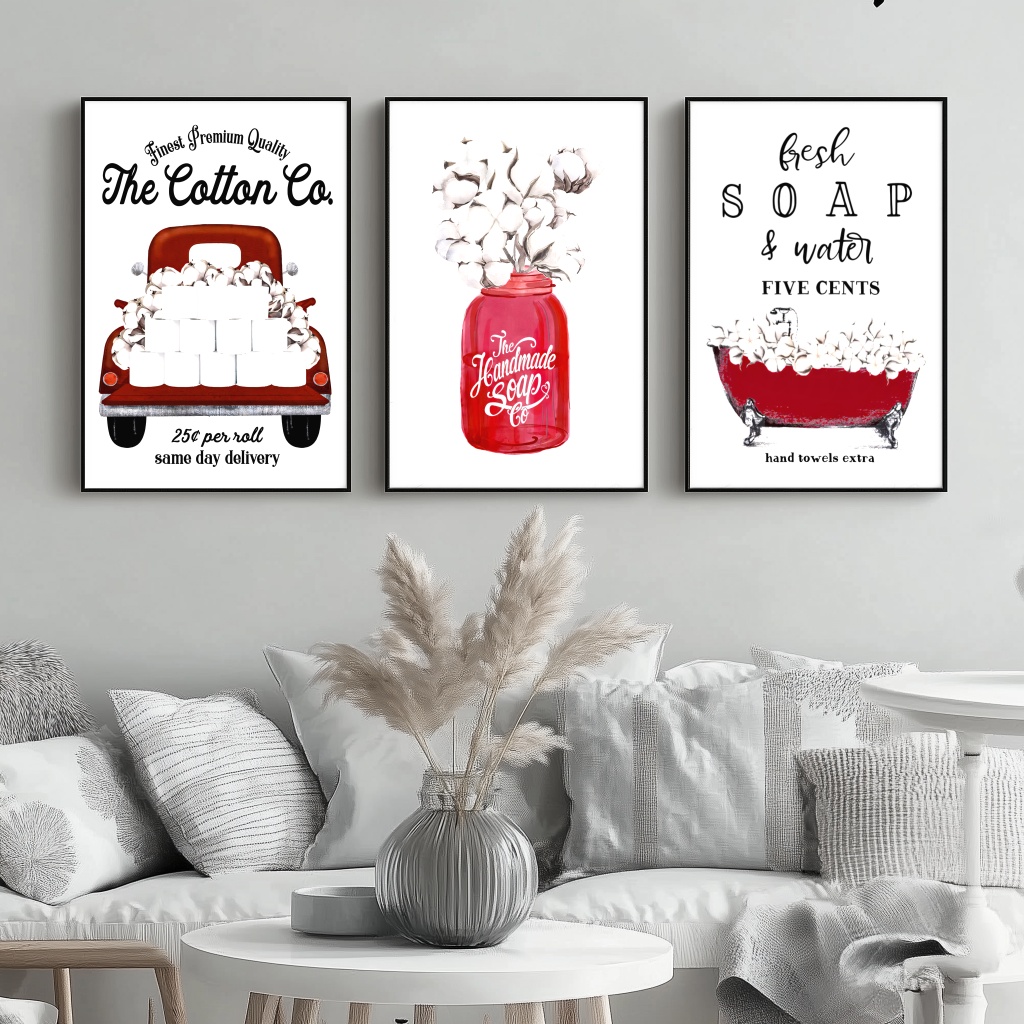 Finest Premium Quality
The Cotton Co.
25¢ per roll
same day delivery
The
Handmade
Soap
Co
fresh
SOAP
& water
FIVE CENTS
hand towels extra